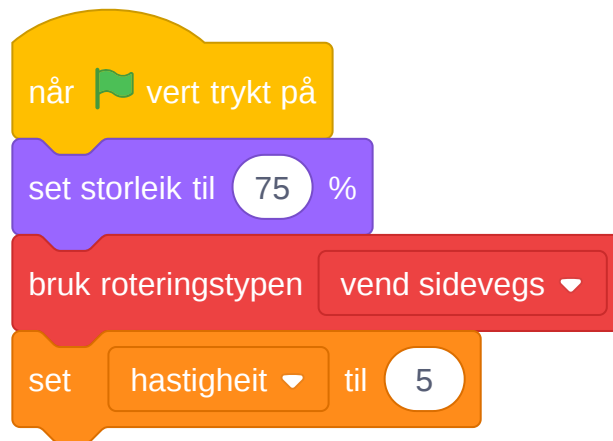 når vert trykt på
set storleik til 75 %
bruk roteringstypen vend sidevegs
set hastigheit til 5